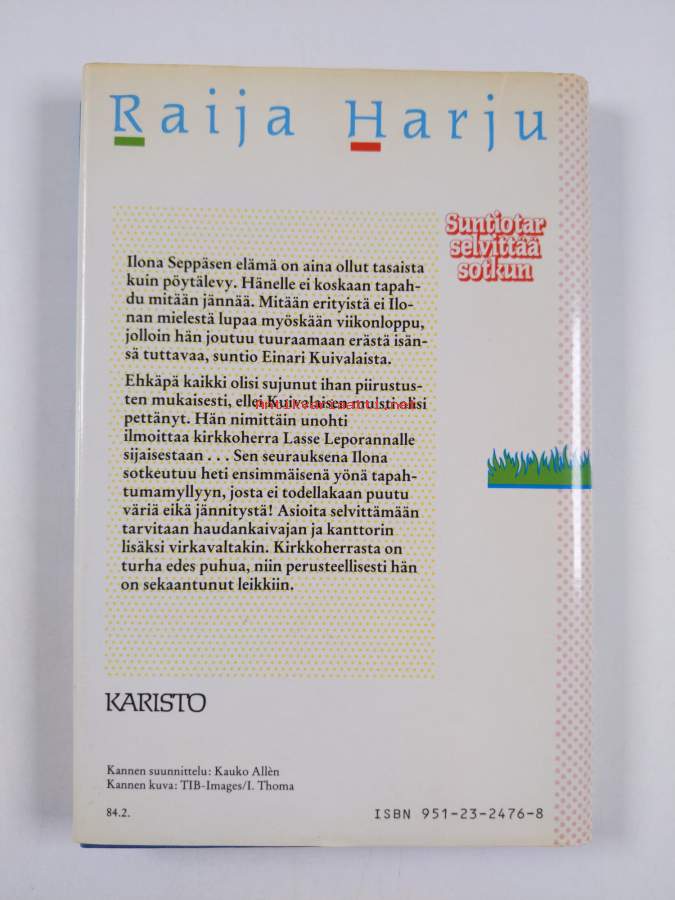 Raija Harju
Suntiotar
selvittää
sotkun
Ilona Seppäsen elämä on aina ollut tasaista
kuin pöytälevy. Hänelle ei koskaan tapah-
du mitään jännää. Mitään erityistä ei Ilo-
nan mielestä lupaa myöskään viikonloppu,
jolloin hän joutuu tuuraamaan erästä isän-
sä tuttavaa, suntio Einari Kuivalaista.
Ehkäpä kaikki olisi sujunut ihan piirustus-
ten mukaisesti, ellei Kuivalaisen muisti olisi
pettänyt. Hän nimittäin unohti
ilmoittaa kirkkoherra Lasse Leporannalle
sijaisestaan . . . Sen seurauksena Ilona
sotkeutuu heti ensimmäisenä yönä tapah-
tumamyllyyn, josta ei todellakaan puutu
väriä eikä jännitystä! Asioita selvittämään
tarvitaan haudankaivajan ja kanttorin
lisäksi virkavaltakin. Kirkkoherrasta on
turha edes puhua, niin perusteellisesti hän
on sekaantunut leikkiin.
KARISTO
Kannen suunnittelu: Kauko Allèn
Kannen kuva: TIB-Images/I. Thoma
84.2.
ISBN 951-23-2476-8